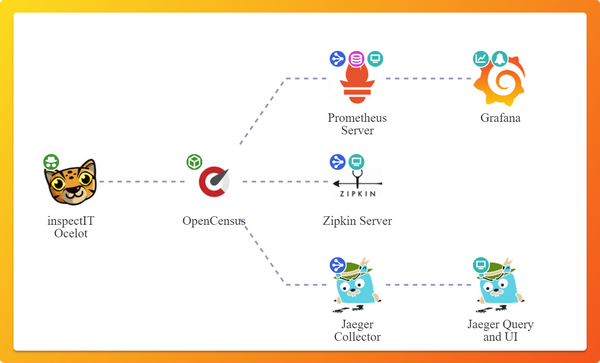 Prometheus
Server
Grafana
inspectIT
Ocelot
OpenCensus
ZIPKIN
Zipkin Server
Jaeger
Collector
Jaeger Query
and UI